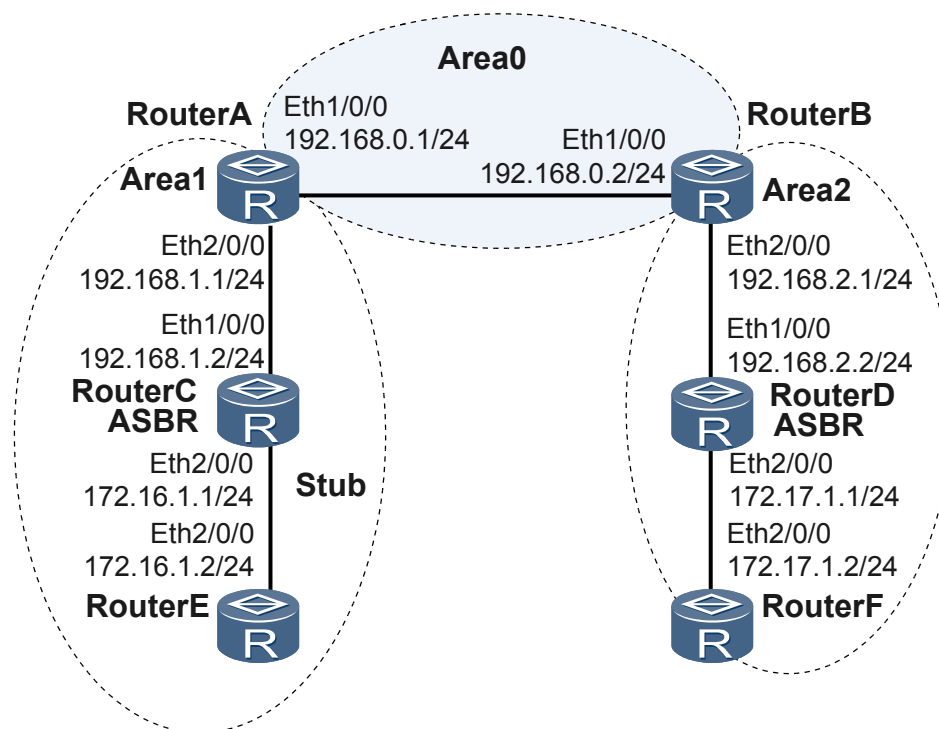 Area0
RouterA
Eth1/0/0
192.168.0.1/24
Eth1/0/0
192.168.0.2/24
RouterB
Area1
R
R
Area2
Eth2/0/0
192.168.1.1/24
Eth2/0/0
192.168.2.1/24
Eth1/0/0
192.168.1.2/24
Eth1/0/0
192.168.2.2/24
RouterC
ASBR
R
R
RouterD
ASBR
Eth2/0/0
172.16.1.1/24
Stub
Eth2/0/0
172.17.1.1/24
Eth2/0/0
172.16.1.2/24
Eth2/0/0
172.17.1.2/24
RouterE
R
R
RouterF